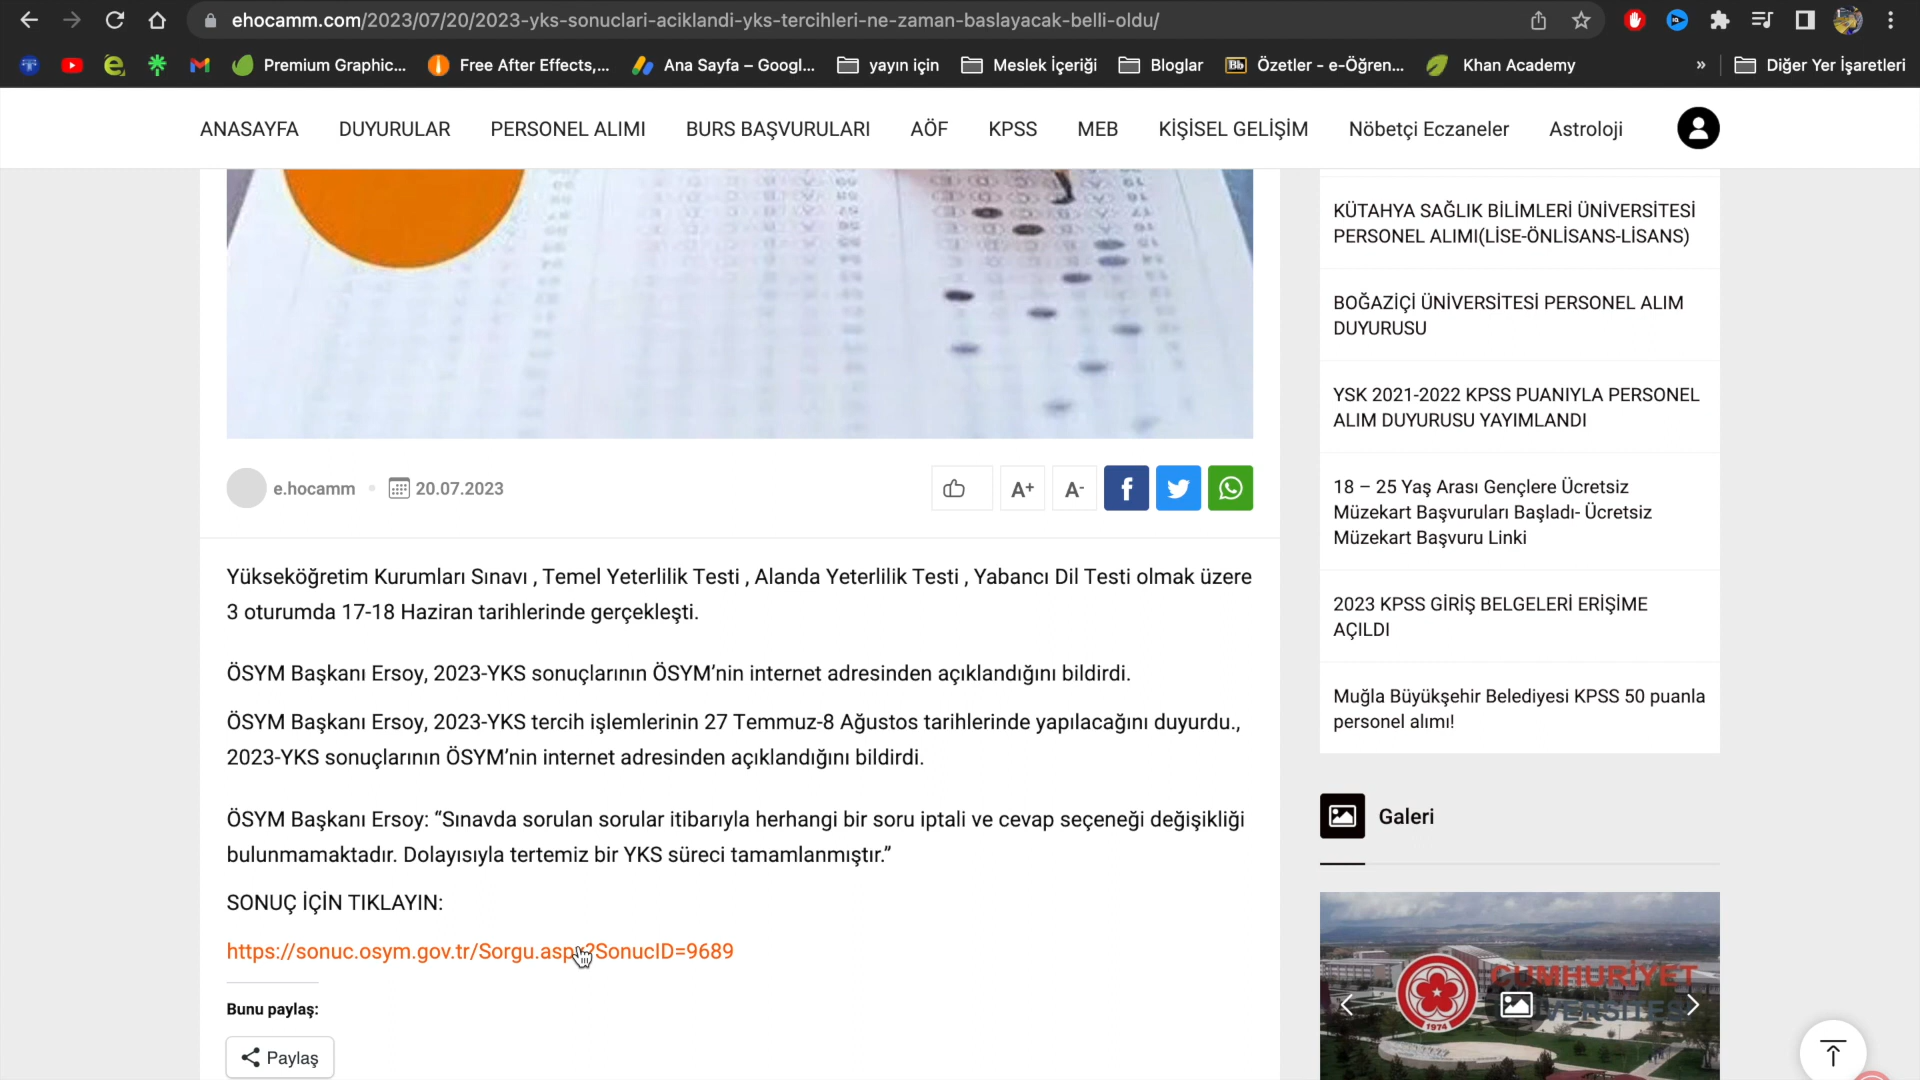 ehocamm.com/2023/07/20/2023-yks-sonuclari-aciklandi-yks-tercihleri-ne-zaman-baslayacak-belli-oldu/
Premium Graphic...
Free After Effects,...
Ana Sayfa – Googl...
yayın için
Meslek İçeriği
Bloglar
Bb
Özetler - e-Öğren...
Khan Academy
»
Diğer Yer İşaretleri
ANASAYFA
DUYURULAR
PERSONEL ALIMI
BURS BAŞVURULARI
AÖF
KPSS
MEB
KİŞİSEL GELİŞİM
Nöbetçi Eczaneler
Astroloji
e.hocamm
20.07.2023
A+
A-
Yükseköğretim Kurumları Sınavı , Temel Yeterlilik Testi , Alanda Yeterlilik Testi , Yabancı Dil Testi olmak üzere
3 oturumda 17-18 Haziran tarihlerinde gerçekleşti.
ÖSYM Başkanı Ersoy, 2023-YKS sonuçlarının ÖSYM’nin internet adresinden açıklandığını bildirdi.
ÖSYM Başkanı Ersoy, 2023-YKS tercih işlemlerinin 27 Temmuz-8 Ağustos tarihlerinde yapılacağını duyurdu.,
2023-YKS sonuçlarının ÖSYM’nin internet adresinden açıklandığını bildirdi.
ÖSYM Başkanı Ersoy: “Sınavda sorulan sorular itibarıyla herhangi bir soru iptali ve cevap seçeneği değişikliği
bulunmamaktadır. Dolayısıyla tertemiz bir YKS süreci tamamlanmıştır.”
SONUÇ İÇİN TIKLAYIN:
https://sonuc.osym.gov.tr/Sorgu.aspx?SonucID=9689
Bunu paylaş:
Paylaş
KÜTAHYA SAĞLIK BİLİMLERİ ÜNİVERSİTESİ
PERSONEL ALIMI(LİSE-ÖNLİSANS-LİSANS)
BOĞAZİÇİ ÜNİVERSİTESİ PERSONEL ALIM
DUYURUSU
YSK 2021-2022 KPSS PUANIYLA PERSONEL
ALIM DUYURUSU YAYIMLANDI
18 – 25 Yaş Arası Gençlere Ücretsiz
Müzekart Başvuruları Başladı- Ücretsiz
Müzekart Başvuru Linki
2023 KPSS GİRİŞ BELGELERİ ERİŞİME
AÇILDI
Muğla Büyükşehir Belediyesi KPSS 50 puanla
personel alımı!
Galeri
CUMHURİYET
ÜNİVERSİTESİ
1974